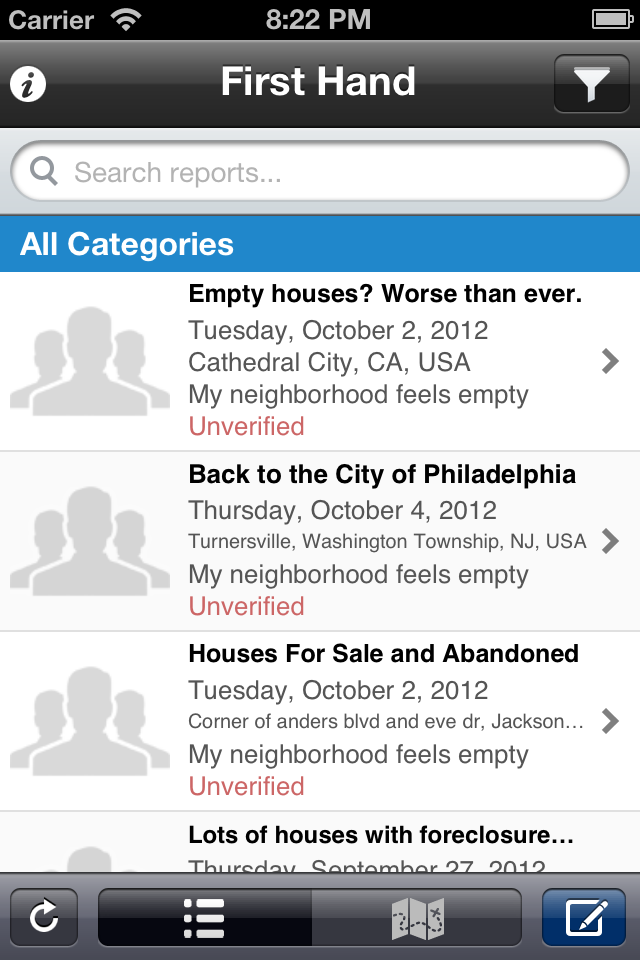 Carrier 8:22 PM
First Hand
Search reports...
All Categories
Empty houses? Worse than ever.
Tuesday, October 2, 2012
Cathedral City, CA, USA
My neighborhood feels empty
Unverified
Back to the City of Philadelphia
Thursday, October 4, 2012
Turnersville, Washington Township, NJ, USA
My neighborhood feels empty
Unverified
Houses For Sale and Abandoned
Tuesday, October 2, 2012
Corner of anders blvd and eve dr, Jackson...
My neighborhood feels empty
Unverified
Lots of houses with foreclosure...
Thursday, September 27, 2012